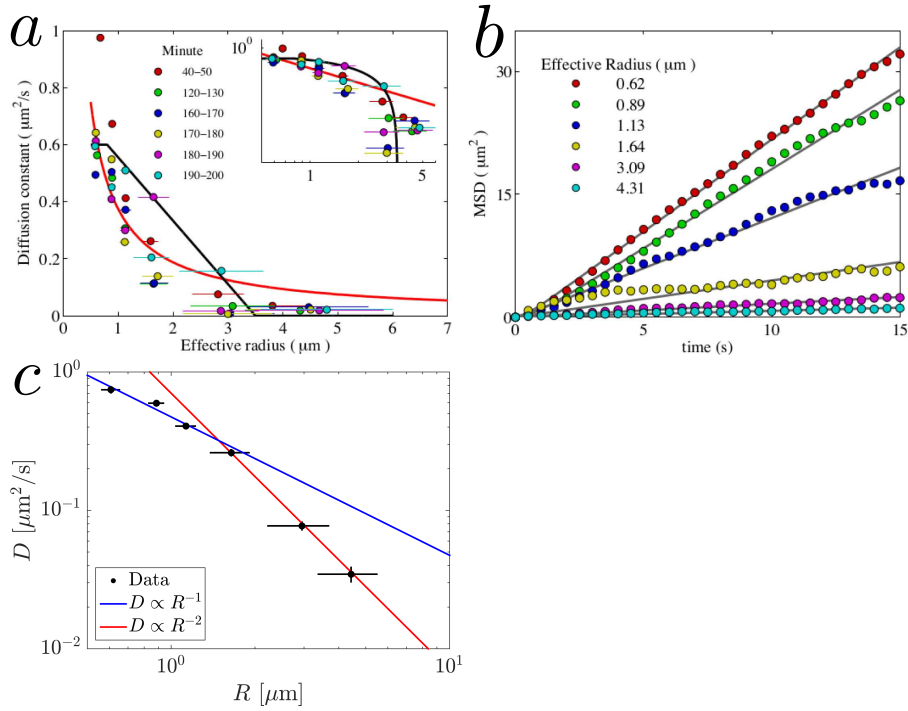 a
Diffusion constant ( μm²/s)
1
0.8
0.6
0.4
0.2
0
0 1 2 3 4 5 6 7
Effective radius ( μm )
Minute
40–50
120–130
160–170
170–180
180–190
190–200
10⁰
1 5
b
MSD ( μm²)
30
15
0
0 5 10 15
time (s)
Effective Radius ( μm )
0.62
0.89
1.13
1.64
3.09
4.31
c
D [μm²/s]
10⁰
10⁻¹
10⁻²
10⁰ 10¹
R [μm]
Data
D ∝ R⁻¹
D ∝ R⁻²